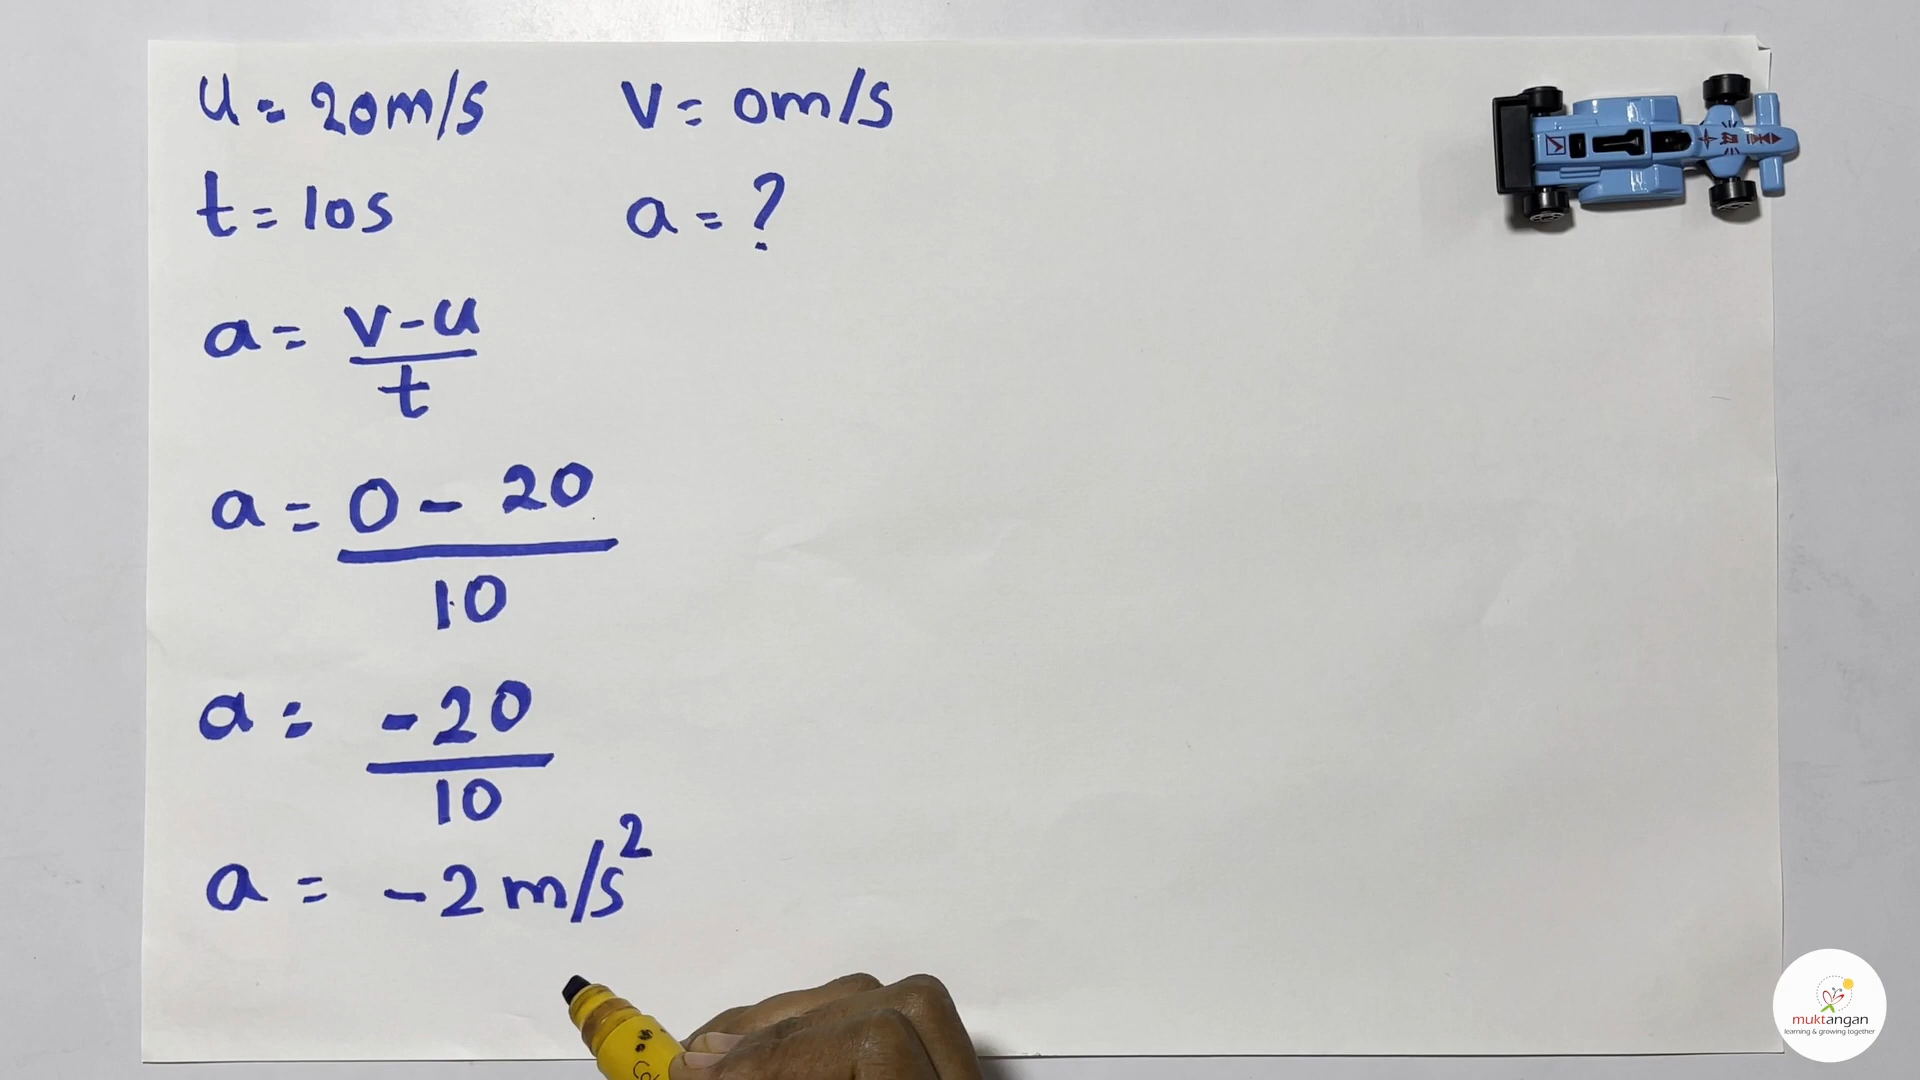 u = 20m/s v = 0m/s
t = 10s a = ?
a = v-u
t
a = 0 - 20
10
a = -20
10
a = -2 m/s²
muktangan
learning & growing together